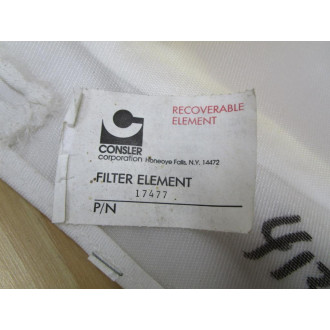 RECOVERABLE
ELEMENT
CONSLER
corporation Honeoye Falls, N.Y. 14472
FILTER ELEMENT
17477
P/N